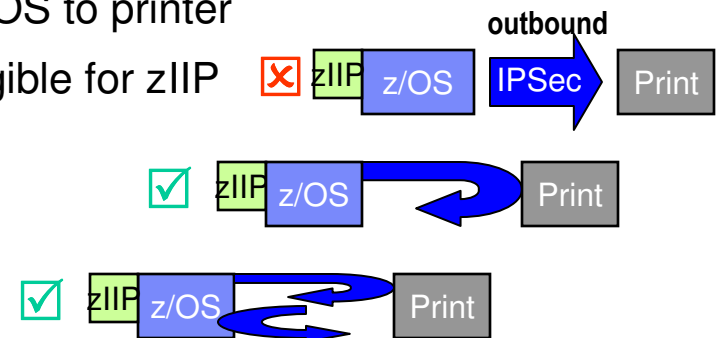 OS to printer
outbound
gible for zIIP
zIIP z/OS IPSec Print
zIIP z/OS Print
zIIP z/OS Print